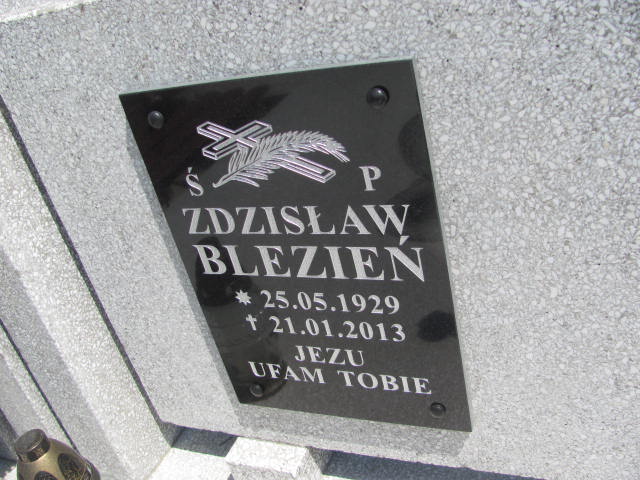 Ś P
ZDZISŁAW
BLEZIEŃ
* 25.05.1929
† 21.01.2013
JEZU
UFAM TOBIE